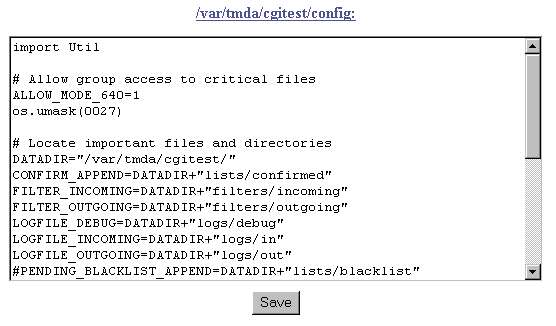 /var/tmda/cgitest/config:
import Util
# Allow group access to critical files
ALLOW_MODE_640=1
os.umask(0027)
# Locate important files and directories
DATADIR="/var/tmda/cgitest/"
CONFIRM_APPEND=DATADIR+"lists/confirmed"
FILTER_INCOMING=DATADIR+"filters/incoming"
FILTER_OUTGOING=DATADIR+"filters/outgoing"
LOGFILE_DEBUG=DATADIR+"logs/debug"
LOGFILE_INCOMING=DATADIR+"logs/in"
LOGFILE_OUTGOING=DATADIR+"logs/out"
#PENDING_BLACKLIST_APPEND=DATADIR+"lists/blacklist"
Save